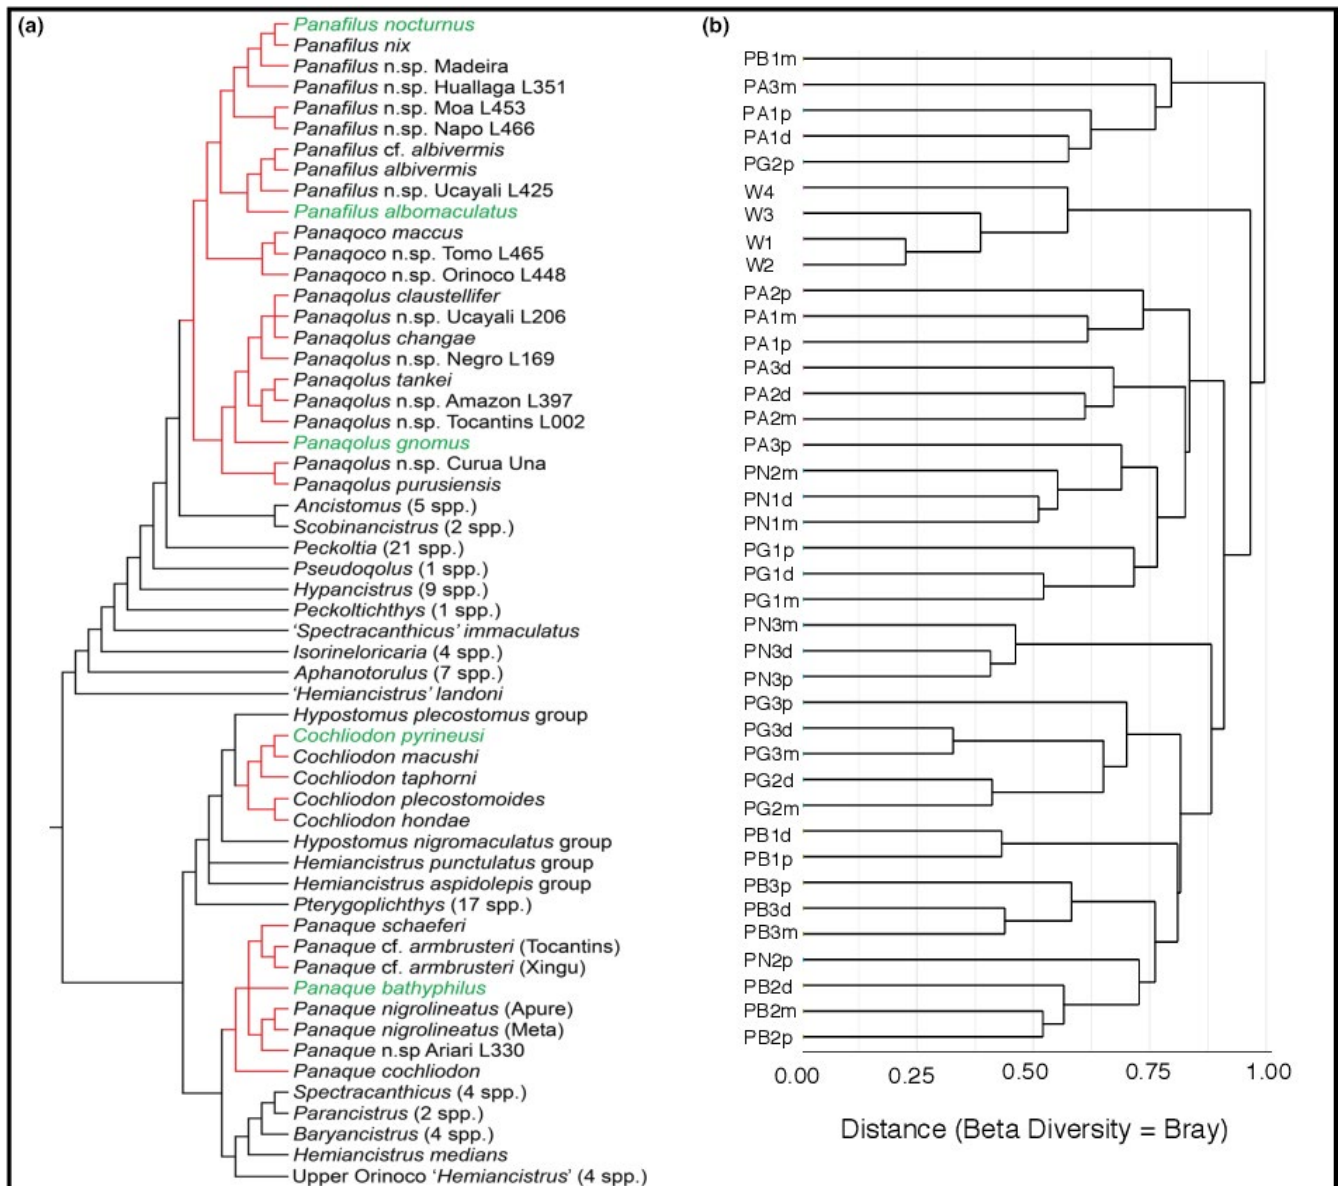 (a)
Panafilus nocturnus
Panafilus nix
Panafilus n.sp. Madeira
Panafilus n.sp. Huallaga L351
Panafilus n.sp. Moa L453
Panafilus n.sp. Napo L466
Panafilus cf. albivermis
Panafilus albivermis
Panafilus n.sp. Ucayali L425
Panafilus albomaculatus
Panaqoco maccus
Panaqoco n.sp. Tomo L465
Panaqoco n.sp. Orinoco L448
Panaqolus claustellifer
Panaqolus n.sp. Ucayali L206
Panaqolus changae
Panaqolus n.sp. Negro L169
Panaqolus tankei
Panaqolus n.sp. Amazon L397
Panaqolus n.sp. Tocantins L002
Panaqolus gnomus
Panaqolus n.sp. Curua Una
Panaqolus purusiensis
Ancistomus (5 spp.)
Scobinancistrus (2 spp.)
Peckoltia (21 spp.)
Pseudoqolus (1 spp.)
Hypancistrus (9 spp.)
Peckoltichthys (1 spp.)
'Spectracanthicus' immaculatus
Isorineloricaria (4 spp.)
Aphanotorulus (7 spp.)
'Hemiancistrus' landoni
Hypostomus plecostomus group
Cochliodon pyrineusi
Cochliodon macushi
Cochliodon taphorni
Cochliodon plecostomoides
Cochliodon hondae
Hypostomus nigromaculatus group
Hemiancistrus punctulatus group
Hemiancistrus aspidolepis group
Pterygoplichthys (17 spp.)
Panaque schaeferi
Panaque cf. armbrusteri (Tocantins)
Panaque cf. armbrusteri (Xingu)
Panaque bathyphilus
Panaque nigrolineatus (Apure)
Panaque nigrolineatus (Meta)
Panaque n.sp Ariari L330
Panaque cochliodon
Spectracanthicus (4 spp.)
Parancistrus (2 spp.)
Baryancistrus (4 spp.)
Hemiancistrus medians
Upper Orinoco 'Hemiancistrus' (4 spp.)
(b)
PB1m
PA3m
PA1p
PA1d
PG2p
W4
W3
W1
W2
PA2p
PA1m
PA1p
PA3d
PA2d
PA2m
PA3p
PN2m
PN1d
PN1m
PG1p
PG1d
PG1m
PN3m
PN3d
PN3p
PG3p
PG3d
PG3m
PG2d
PG2m
PB1d
PB1p
PB3p
PB3d
PB3m
PN2p
PB2d
PB2m
PB2p
0.00 0.25 0.50 0.75 1.00
Distance (Beta Diversity = Bray)